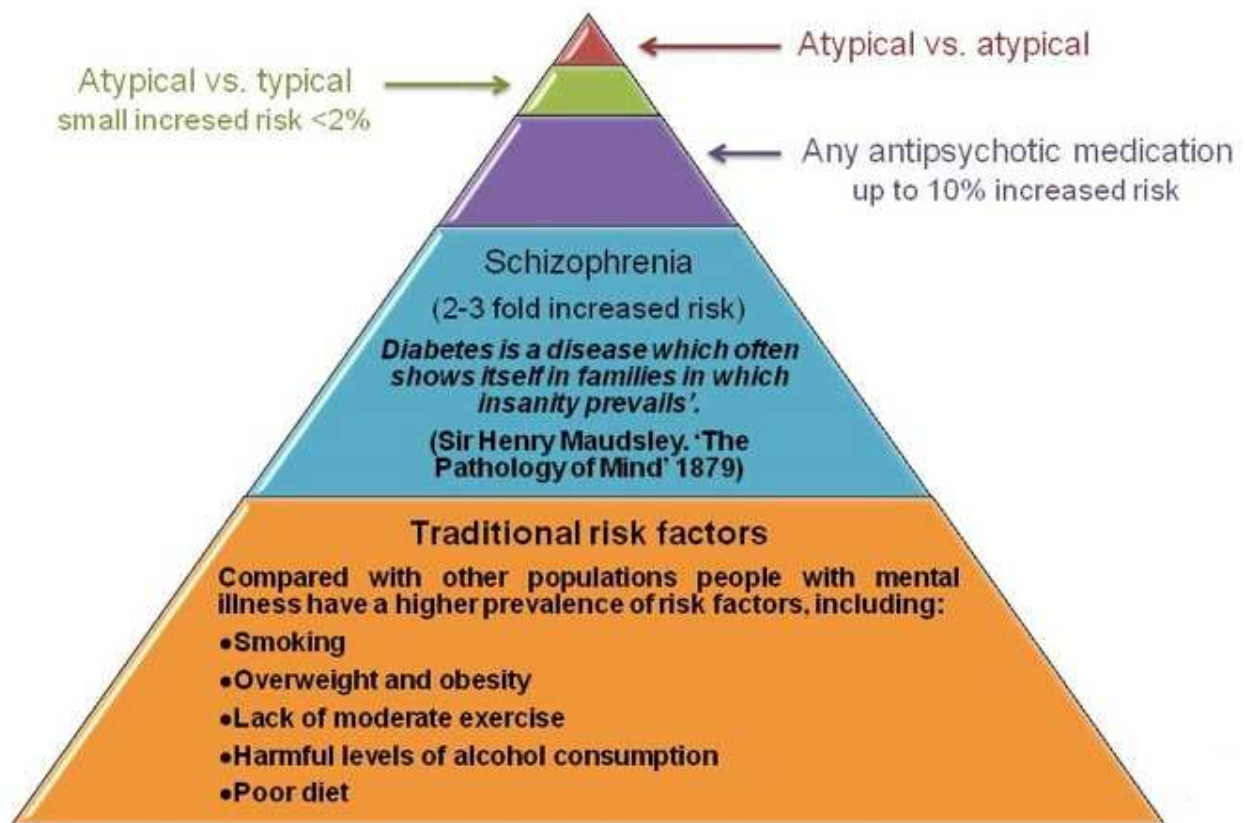 Atypical vs. atypical
Atypical vs. typical
small incresed risk <2%
Any antipsychotic medication
up to 10% increased risk
Schizophrenia
(2-3 fold increased risk)
Diabetes is a disease which often
shows itself in families in which
insanity prevails'.
(Sir Henry Maudsley. ‘The
Pathology of Mind’ 1879)
Traditional risk factors
Compared with other populations people with mental
illness have a higher prevalence of risk factors, including:
●Smoking
●Overweight and obesity
●Lack of moderate exercise
●Harmful levels of alcohol consumption
●Poor diet